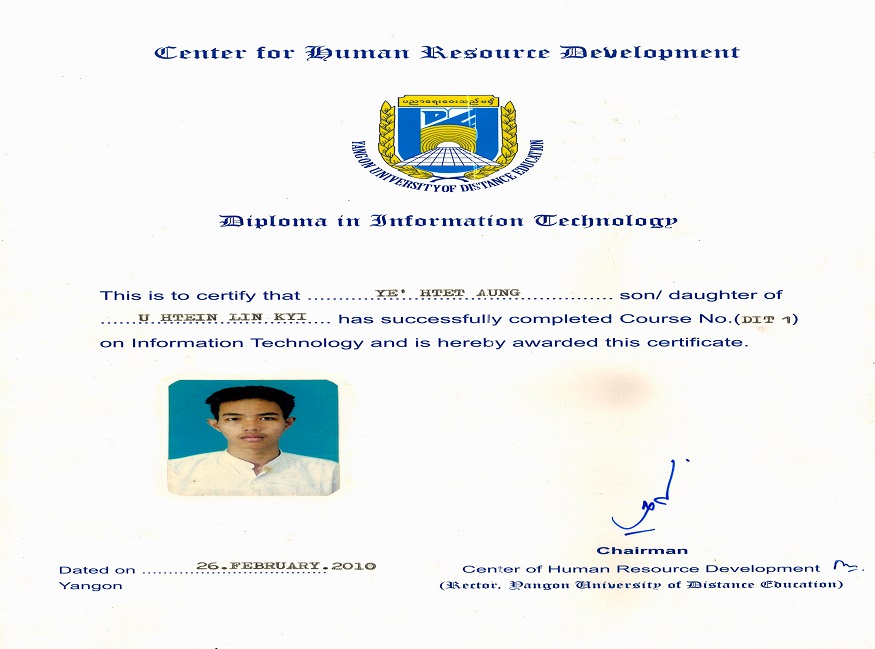 Center for Human Resource Development
ပညာရေးဝေးသည်မရှိ
YANGON UNIVERSITY OF DISTANCE EDUCATION
Diploma in Information Technology
This is to certify that ......YE' HTET AUNG...... son/ daughter of
......U HTEIN LIN KYI...... has successfully completed Course No.(DIT 1)
on Information Technology and is hereby awarded this certificate.
Chairman
Dated on ......26.FEBRUARY.2010 Center of Human Resource Development
Yangon (Rector, Yangon University of Distance Education)